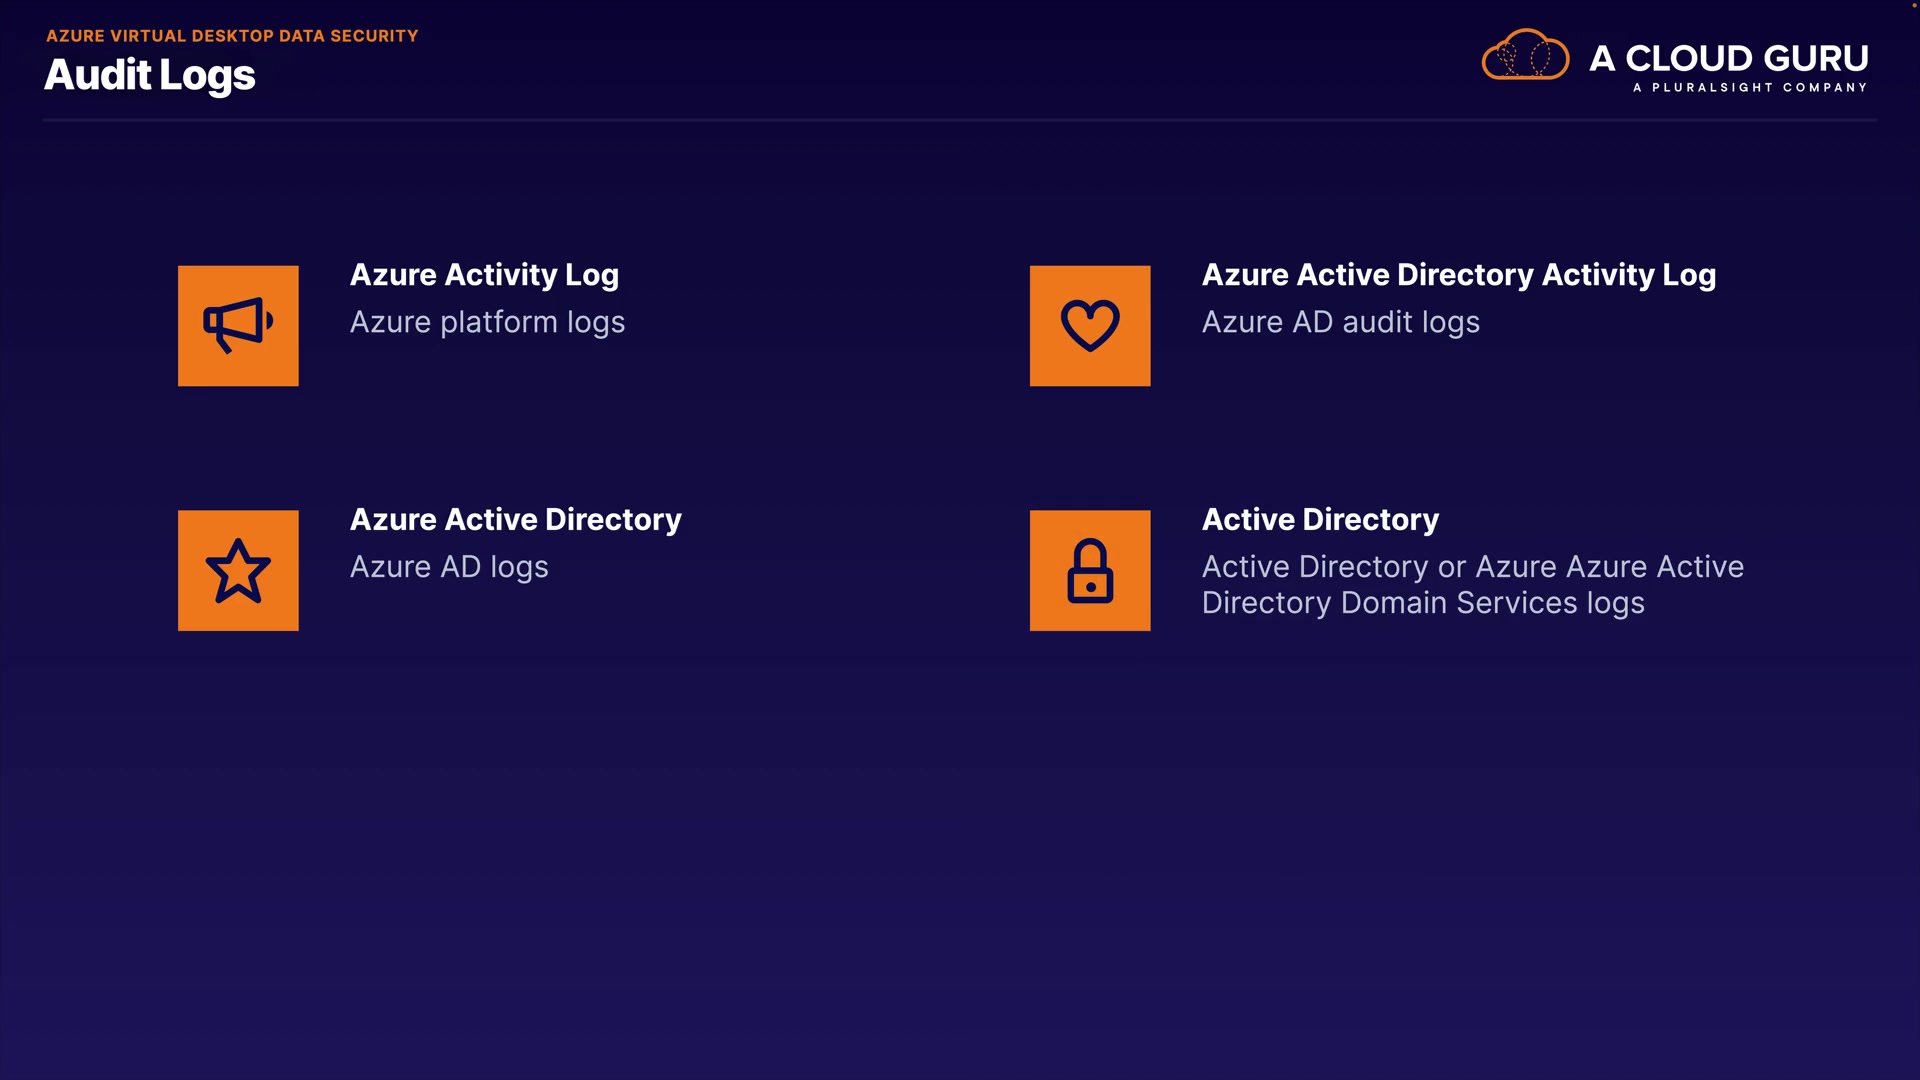 AZURE VIRTUAL DESKTOP DATA SECURITY
Audit Logs
A CLOUD GURU
A PLURALSIGHT COMPANY
Azure Activity Log
Azure platform logs
Azure Active Directory Activity Log
Azure AD audit logs
Azure Active Directory
Azure AD logs
Active Directory
Active Directory or Azure Azure Active
Directory Domain Services logs